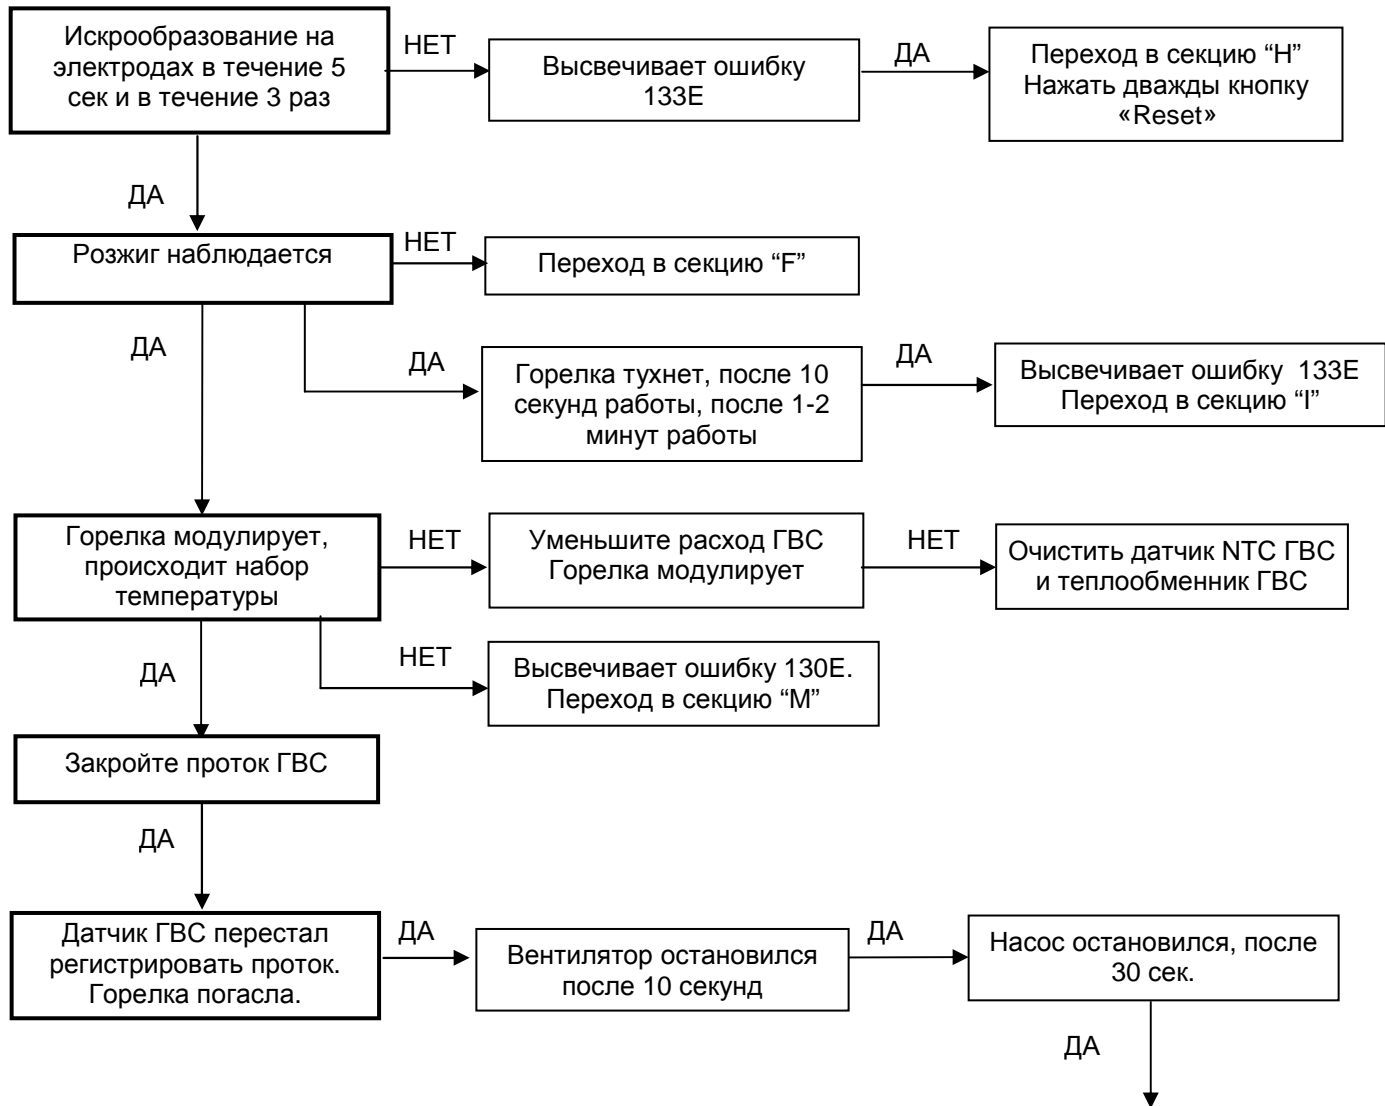 Искрообразование на
электродах в течение 5
сек и в течение 3 раз
НЕТ
Высвечивает ошибку
133E
ДА
Переход в секцию “H”
Нажать дважды кнопку
«Reset»
ДА
Розжиг наблюдается
НЕТ
Переход в секцию “F”
ДА
ДА
Горелка тухнет, после 10
секунд работы, после 1-2
минут работы
ДА
Высвечивает ошибку 133E
Переход в секцию “I”
Горелка модулирует,
происходит набор
температуры
НЕТ
Уменьшите расход ГВС
Горелка модулирует
НЕТ
Очистить датчик NTC ГВС
и теплообменник ГВС
ДА
НЕТ
Высвечивает ошибку 130E.
Переход в секцию “M”
Закройте проток ГВС
ДА
Датчик ГВС перестал
регистрировать проток.
Горелка погасла.
ДА
Вентилятор остановился
после 10 секунд
ДА
Насос остановился, после
30 сек.
ДА